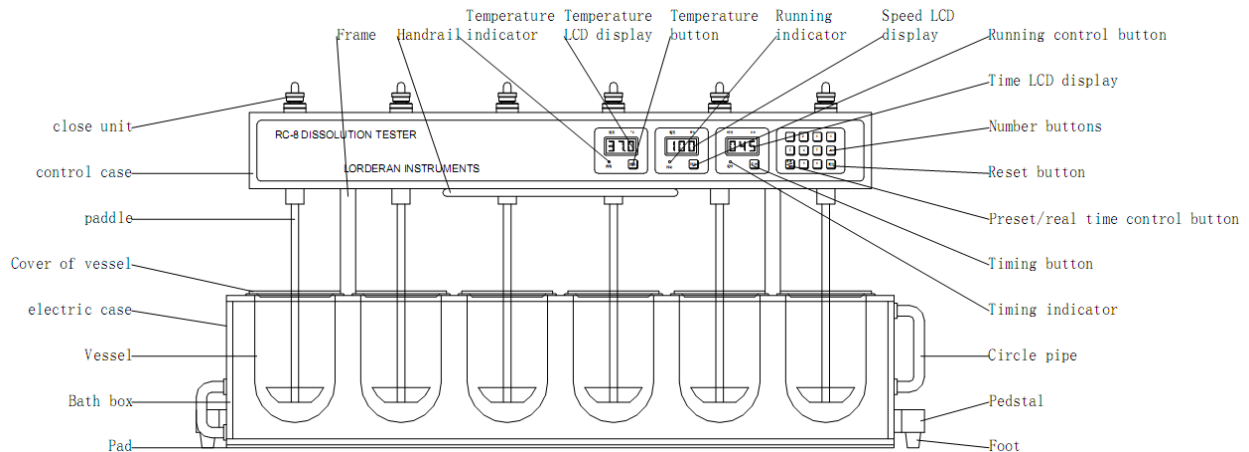 Temperature indicator
Temperature LCD display
Temperature button
Running indicator
Speed LCD display
Frame
Handrail
Running control button
Time LCD display
Number buttons
Reset button
Preset/real time control button
Timing button
Timing indicator
Circle pipe
Pedstal
Foot
close unit
control case
paddle
Cover of vessel
electric case
Vessel
Bath box
Pad
RC-8 DISSOLUTION TESTER
LORDERAN INSTRUMENTS
37.0
100
045